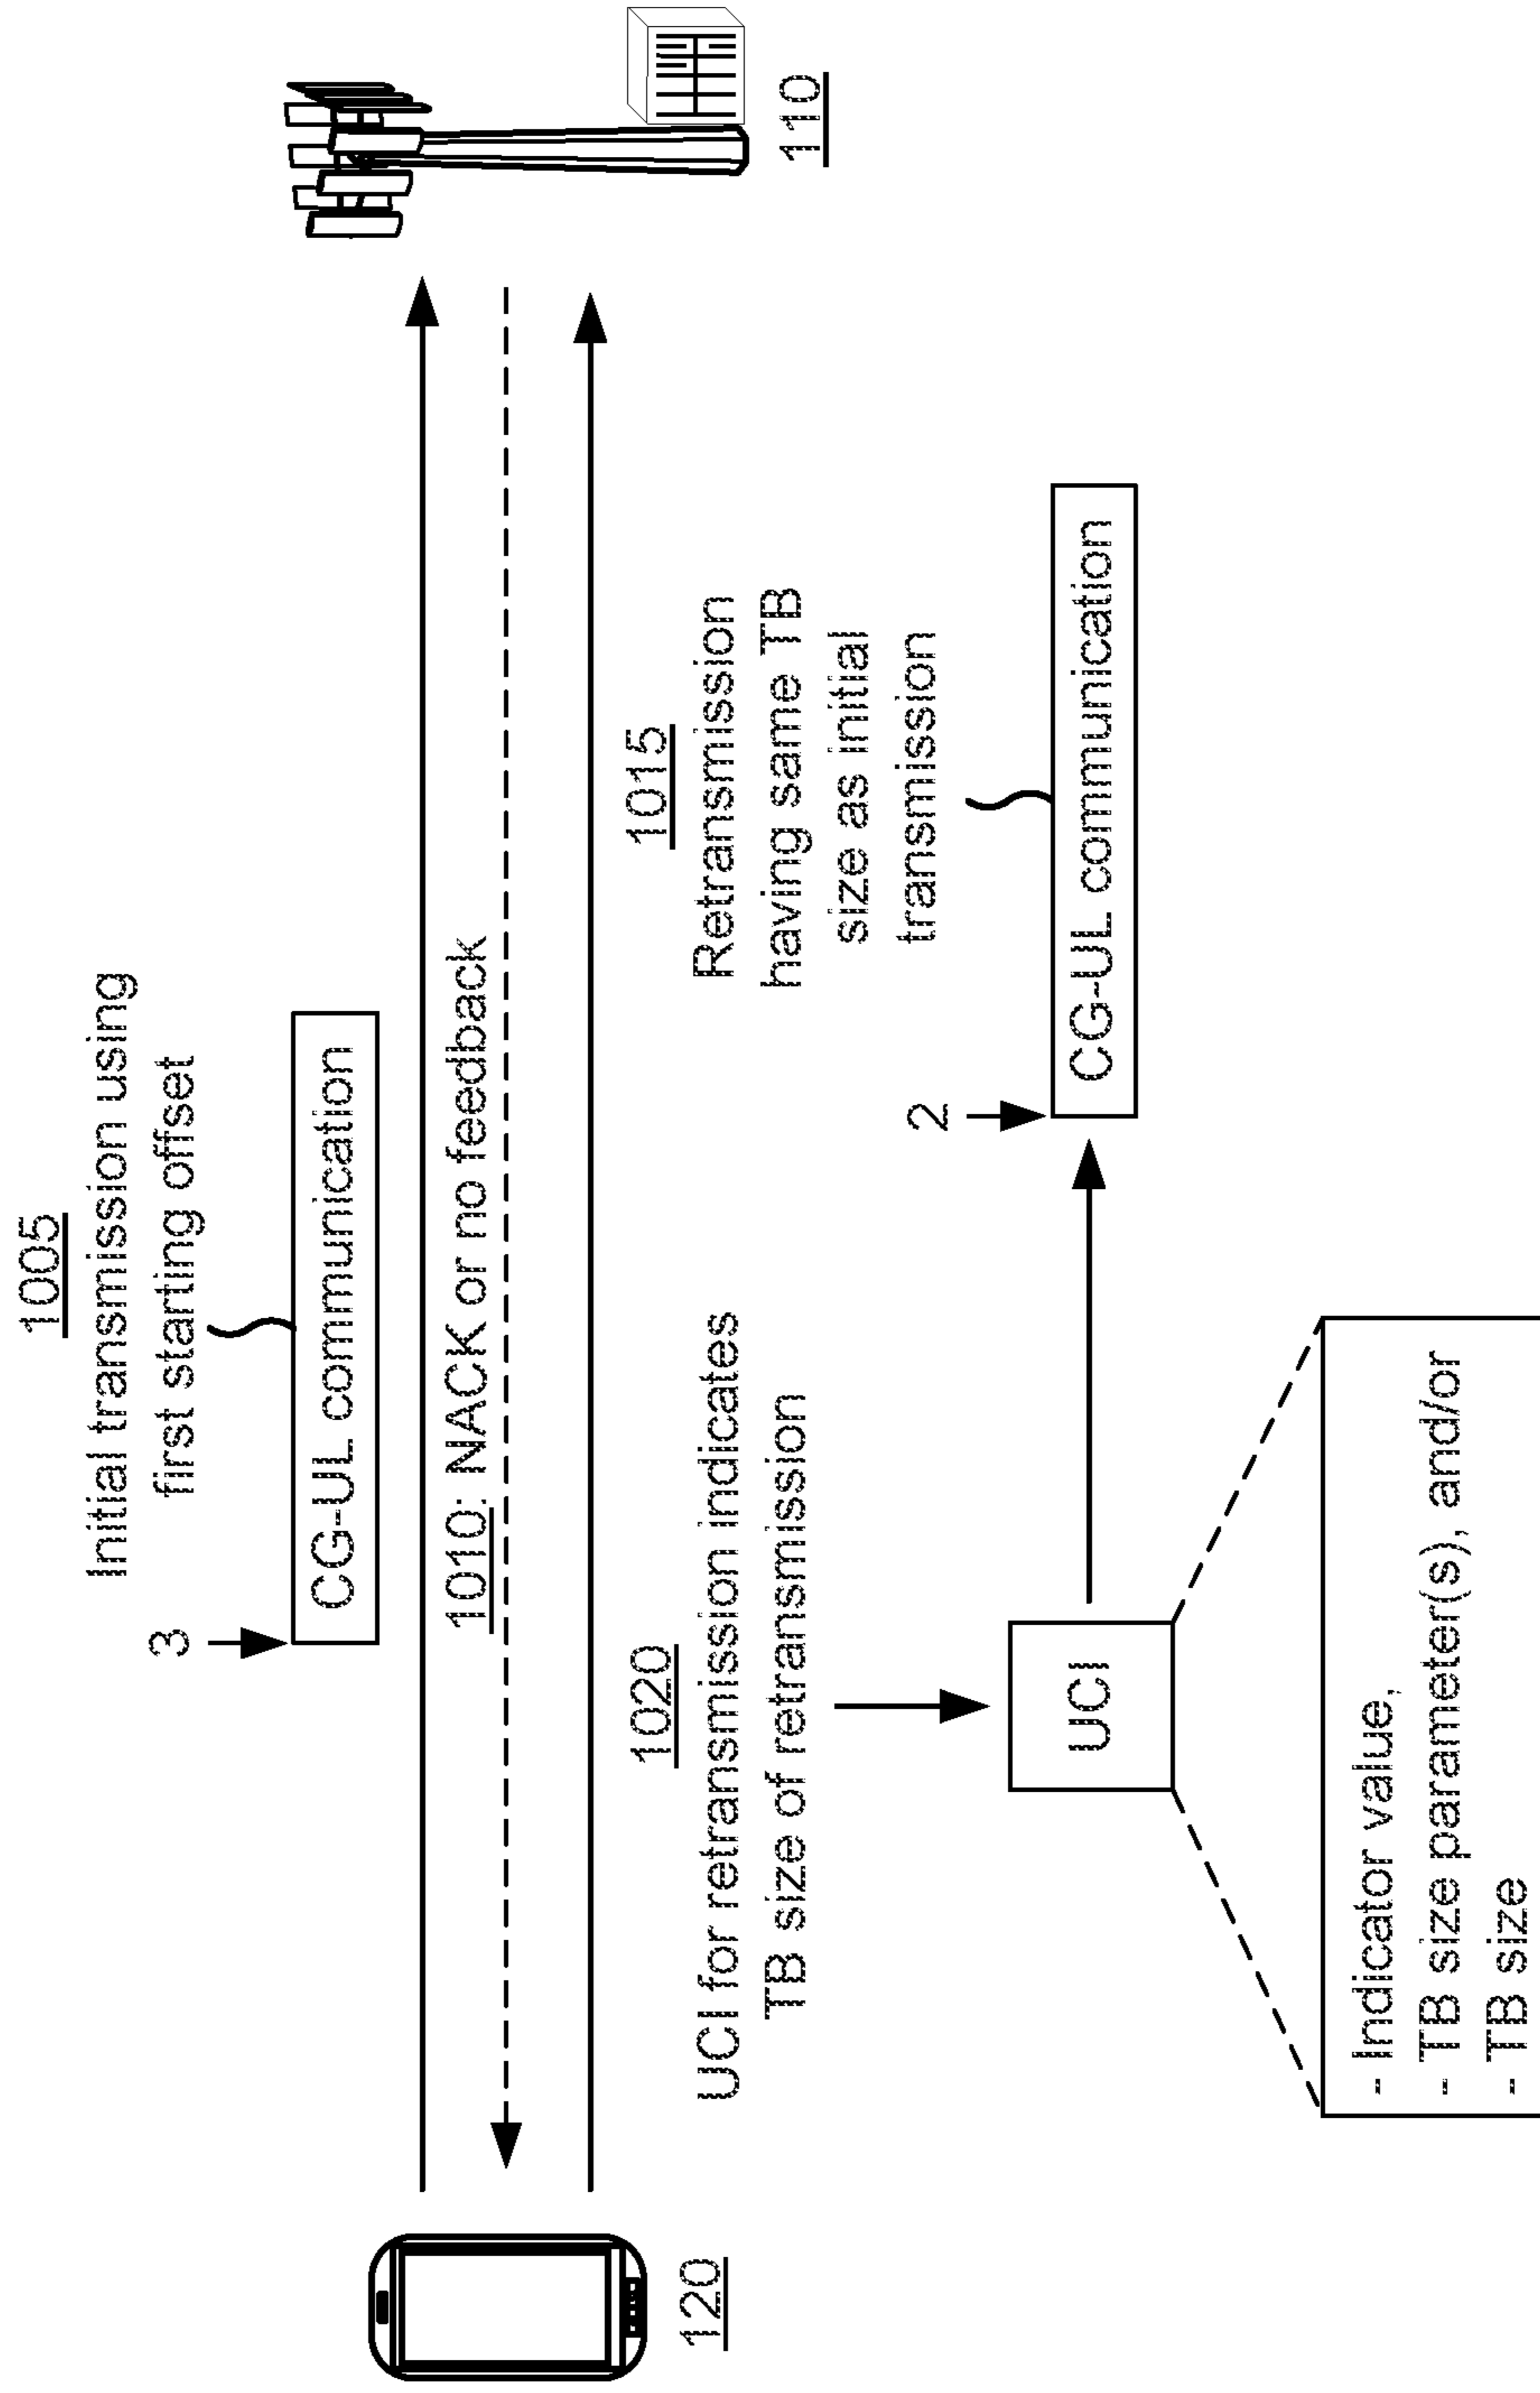 1005
Initial transmission using
first starting offset
3
CG-UL communication
1010: NACK or no feedback
120
110
1020
UCI for retransmission indicates
TB size of retransmission
1015
Retransmission
having same TB
size as initial
transmission
UCI
2
CG-UL communication
- Indicator value,
- TB size parameter(s), and/or
- TB size